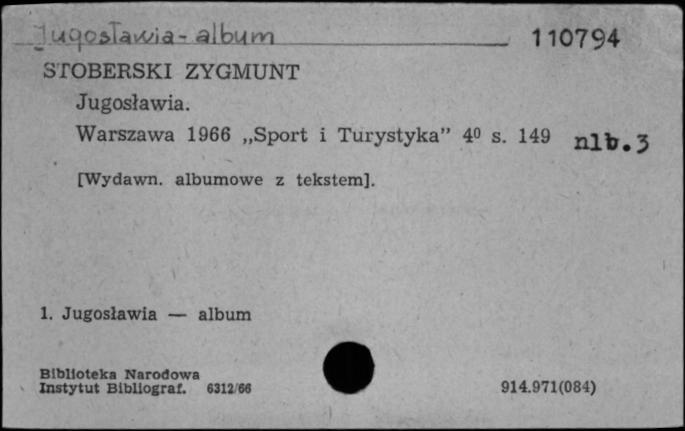 Jugosławia - album 110794
STOBERSKI ZYGMUNT
Jugosławia.
Warszawa 1966 „Sport i Turystyka” 4⁰ s. 149 nlb. 3
[Wydawn. albumowe z tekstem].
1. Jugosławia — album
Biblioteka Narodowa
Instytut Bibliograf. 6312/66 914.971(084)